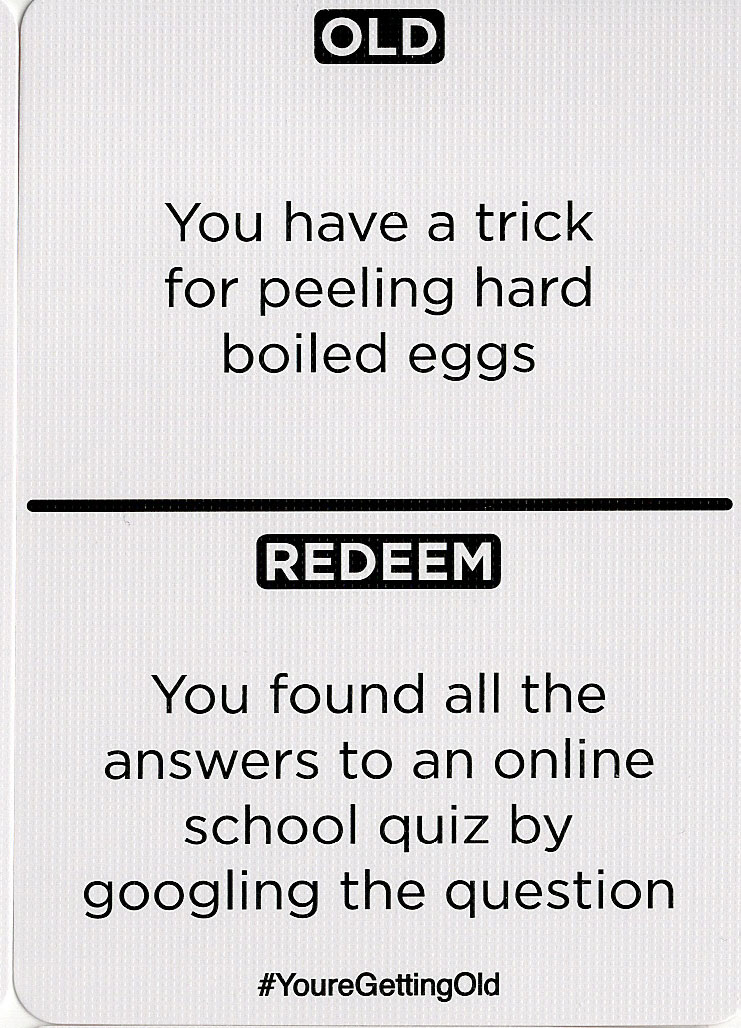 OLD
You have a trick
for peeling hard
boiled eggs
REDEEM
You found all the
answers to an online
school quiz by
googling the question
#YoureGettingOld